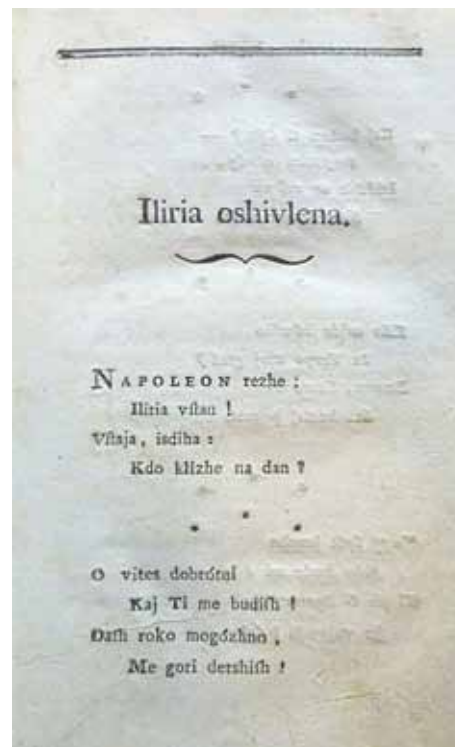 Iliria oshivlena.
NAPOLEON rezhe :
Iliria vſtan !
Vſtaja, isdiha :
Kdo klizhe na dan ?
* * *
O vites dobrótni
Kaj Ti me budiſh !
Daſh roko mogózhno ,
Me gori dershiſh !